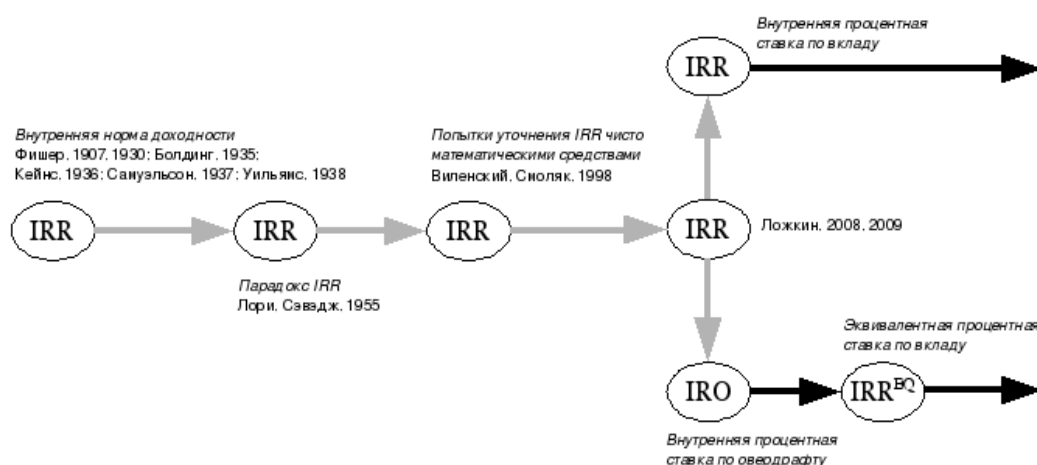 Внутренняя процентная
ставка по вкладу
IRR
Внутренняя норма доходности
Фишер, 1907, 1930; Болдинг, 1935;
Кейнс, 1936; Самуэльсон, 1937; Уильямс, 1938
Попытки уточнения IRR чисто
математическими средствами
Виленский, Смоляк, 1998
IRR
IRR
IRR
IRR
Ложкин, 2008, 2009
Парадокс IRR
Лори, Сэвэдж, 1955
Эквивалентная процентная
ставка по вкладу
IRO
IRR^EQ
Внутренняя процентная
ставка по овердрафту